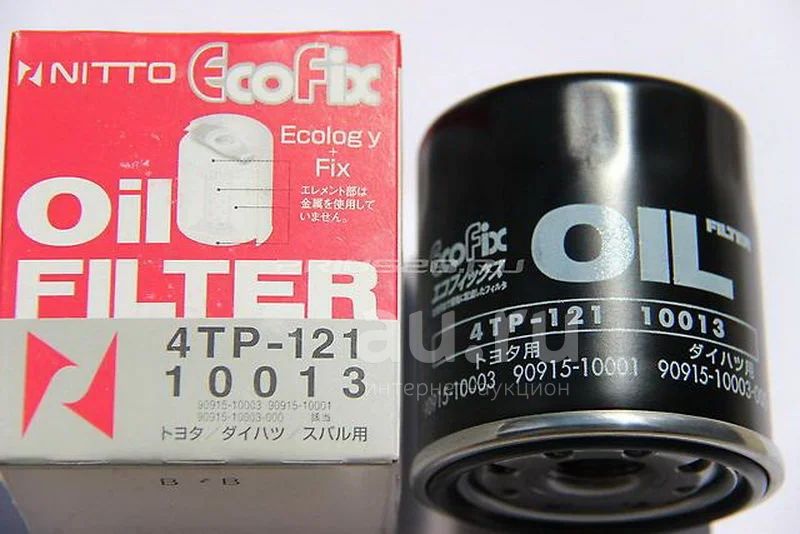 NITTO EcoFix
Ecology
+
Fix
エレメント部は
金属を使用して
いません。
Oil
FILTER
4TP-121
10013
90915-10003 90915-10001
90915-10003-000 該当
トヨタ/ダイハツ/スバル用
B B
EcoFix
エコフィックス
OIL FILTER
4TP-121 10013
トヨタ用 ダイハツ用
90915-10003 90915-10001 90915-10003-000
au.ru
интернет аукцион